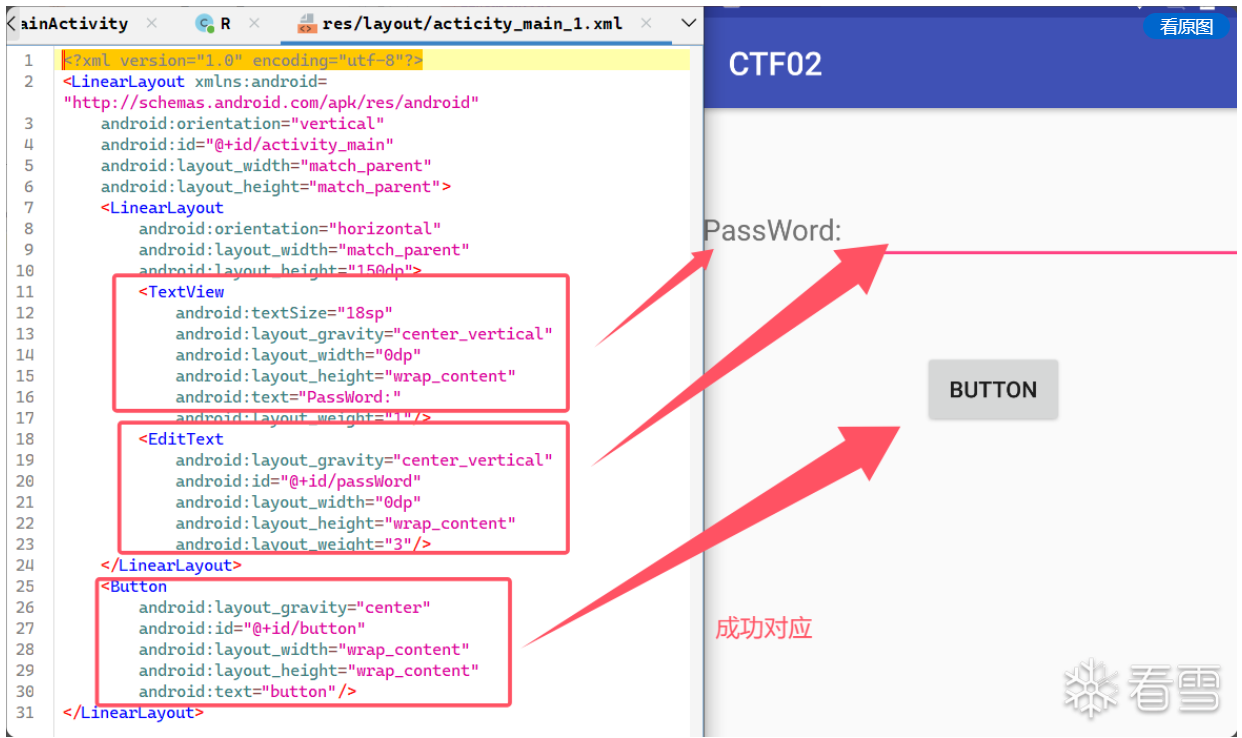 ainActivity
R
res/layout/acticity_main_1.xml
看原图
1 <?xml version="1.0" encoding="utf-8"?>
2 <LinearLayout xmlns:android=
"http://schemas.android.com/apk/res/android"
3 android:orientation="vertical"
4 android:id="@+id/activity_main"
5 android:layout_width="match_parent"
6 android:layout_height="match_parent">
7 <LinearLayout
8 android:orientation="horizontal"
9 android:layout_width="match_parent"
10 android:layout_height="150dp">
11 <TextView
12 android:textSize="18sp"
13 android:layout_gravity="center_vertical"
14 android:layout_width="0dp"
15 android:layout_height="wrap_content"
16 android:text="PassWord:"
17 android:layout_weight="1"/>
18 <EditText
19 android:layout_gravity="center_vertical"
20 android:id="@+id/passWord"
21 android:layout_width="0dp"
22 android:layout_height="wrap_content"
23 android:layout_weight="3"/>
24 </LinearLayout>
25 <Button
26 android:layout_gravity="center"
27 android:id="@+id/button"
28 android:layout_width="wrap_content"
29 android:layout_height="wrap_content"
30 android:text="button"/>
31 </LinearLayout>
CTF02
PassWord:
BUTTON
成功对应
看雪